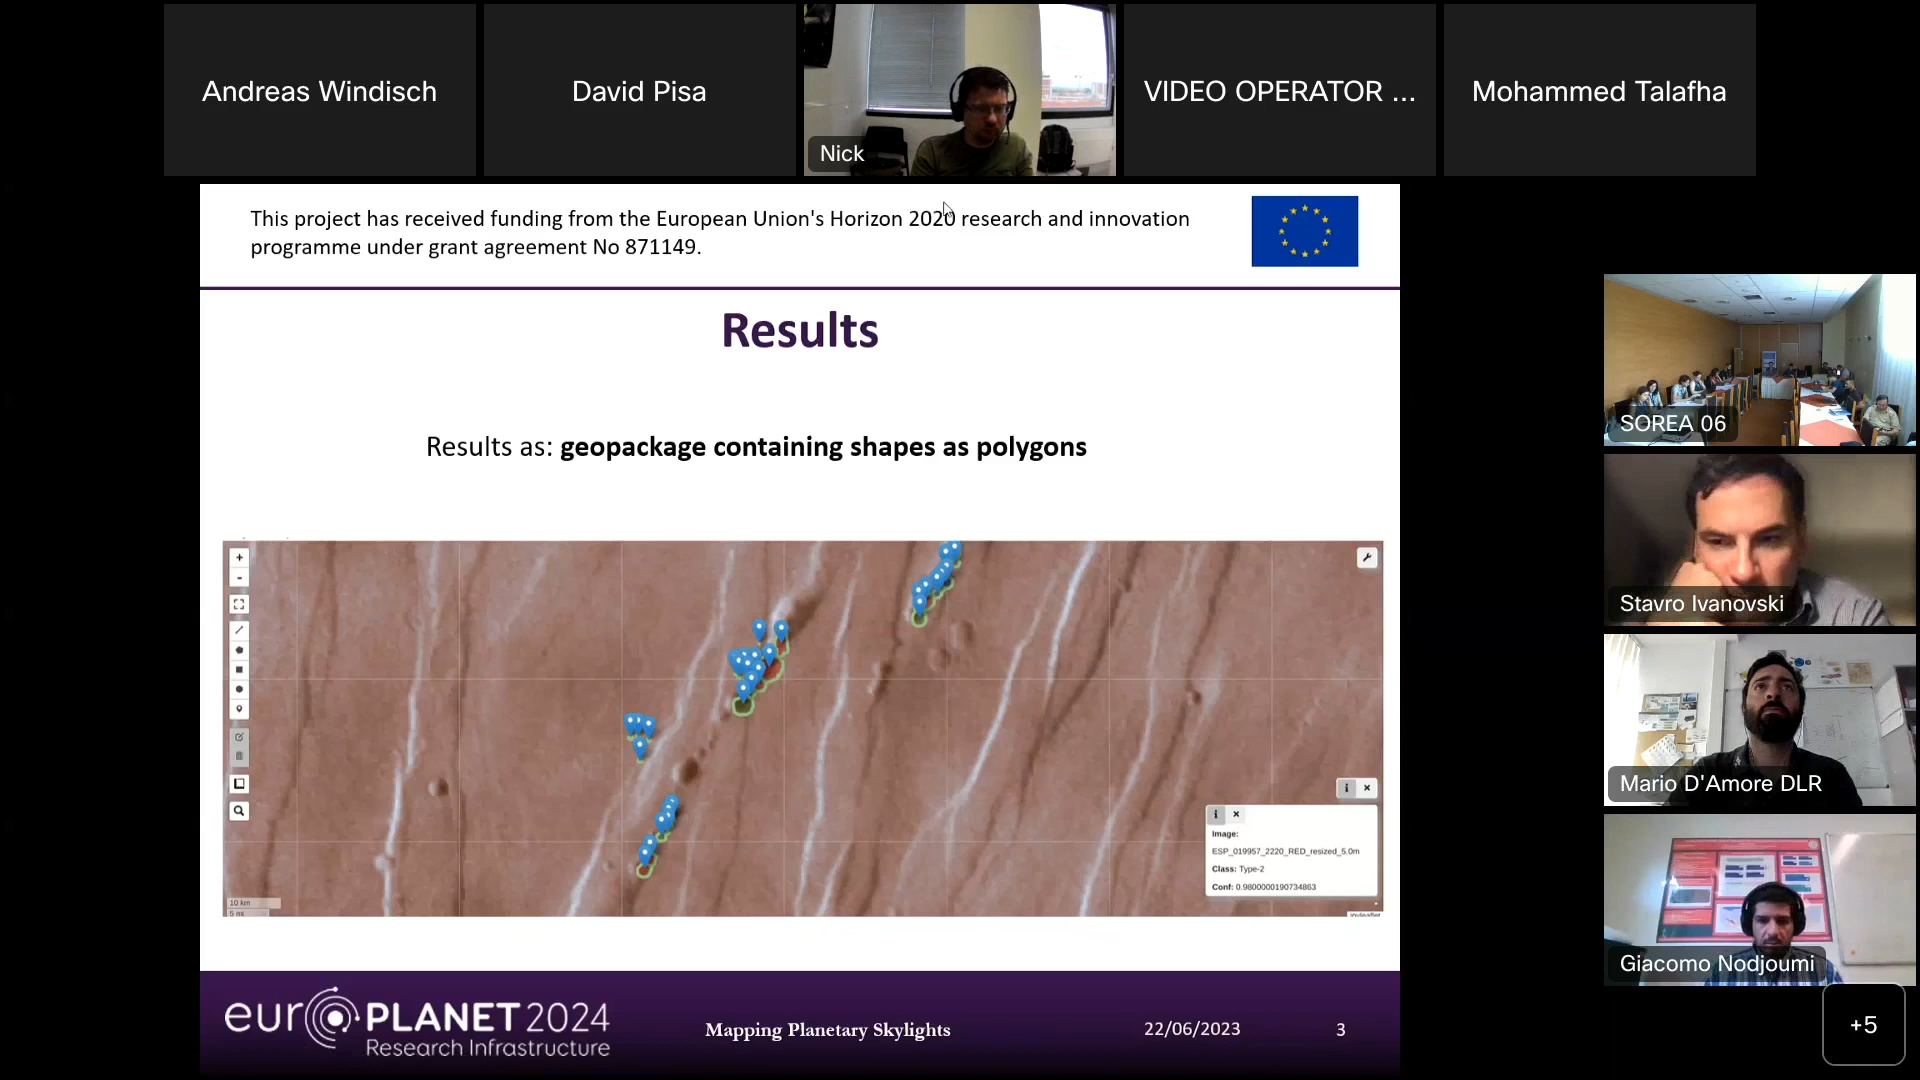 Andreas Windisch
David Pisa
Nick
VIDEO OPERATOR ...
Mohammed Talafha
This project has received funding from the European Union's Horizon 2020 research and innovation
programme under grant agreement No 871149.
Results
Results as: geopackage containing shapes as polygons
+
-
i ×
i ×
Image:
ESP_019957_2220_RED_resized_5.0m
Class: Type-2
Conf: 0.9800000190734863
10 km
5 mi
euroPLANET 2024
Research Infrastructure
Mapping Planetary Skylights
22/06/2023
3
SOREA 06
Stavro Ivanovski
Mario D'Amore DLR
Giacomo Nodjoumi
+5